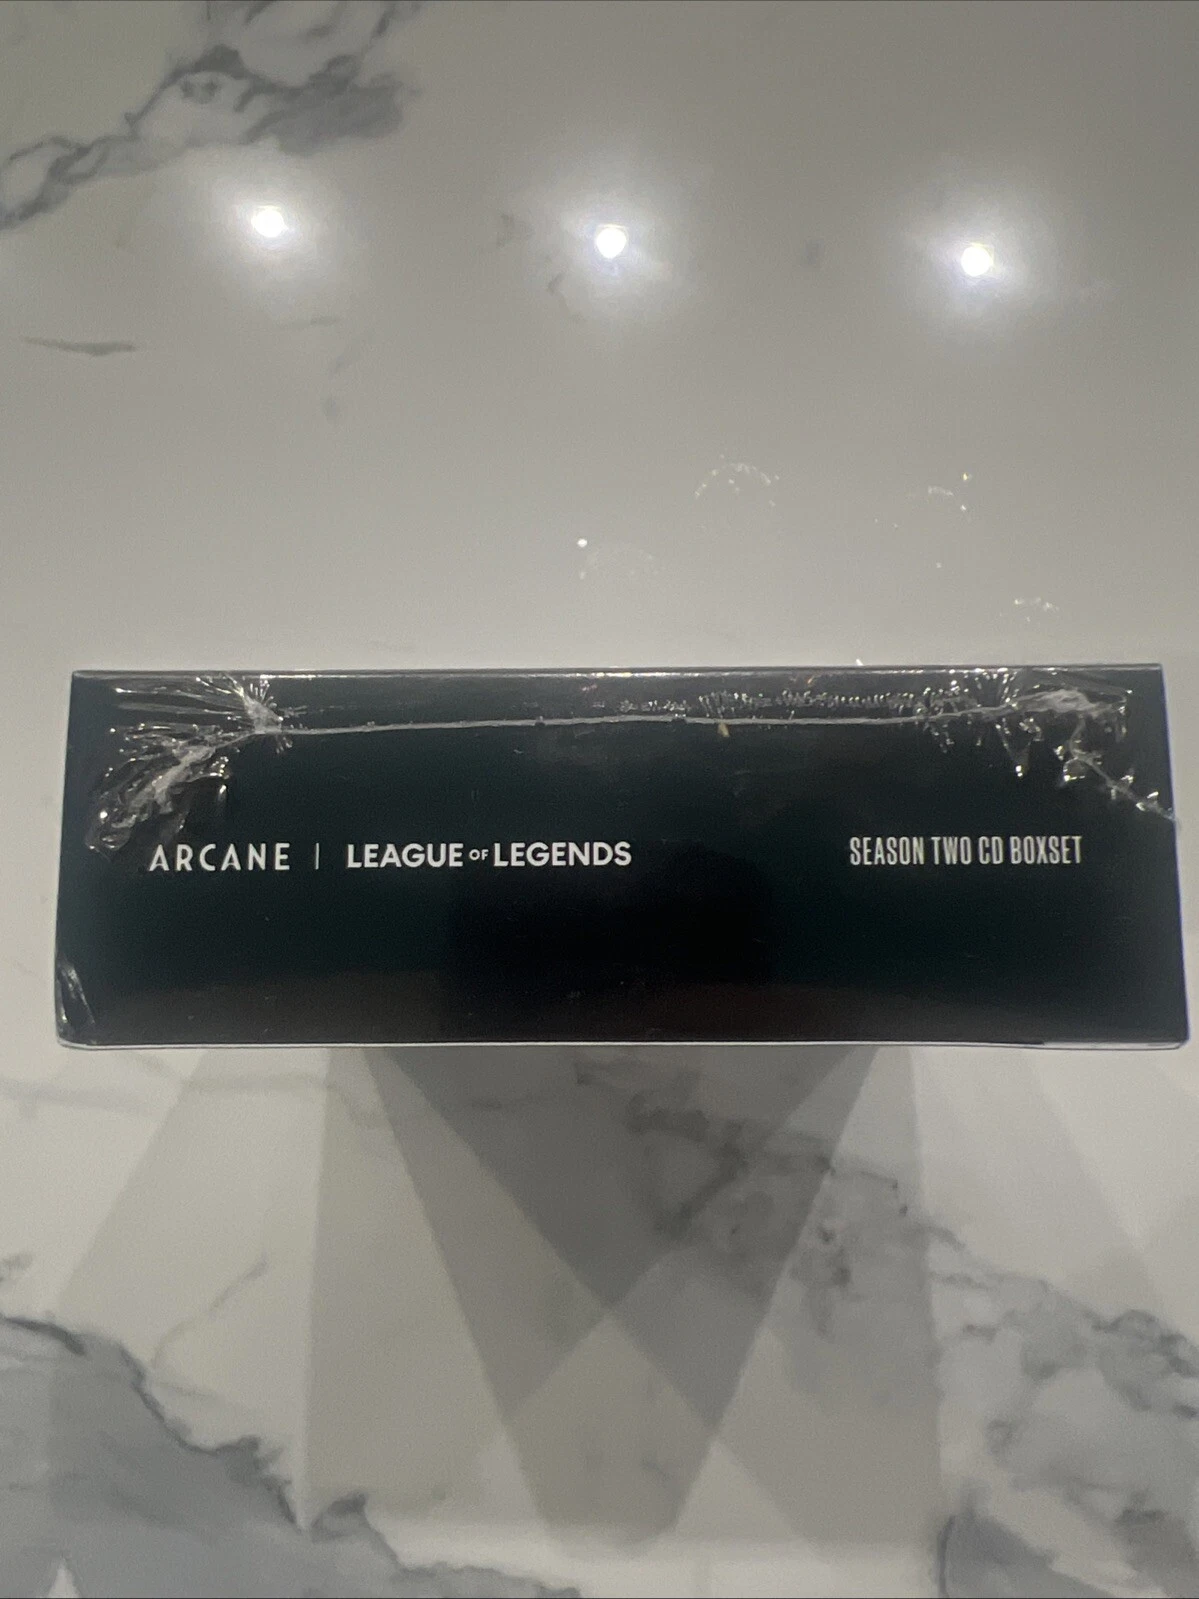 ARCANE | LEAGUE OF LEGENDS SEASON TWO CD BOXSET